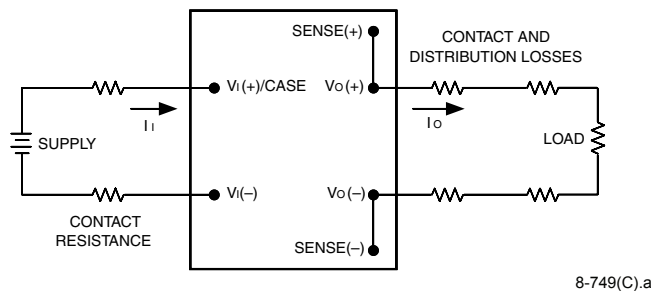 SENSE(+)
CONTACT AND
DISTRIBUTION LOSSES
VI(+)/CASE
VO(+)
II
IO
SUPPLY
LOAD
VI(–)
VO(–)
CONTACT
RESISTANCE
SENSE(–)
8-749(C).a